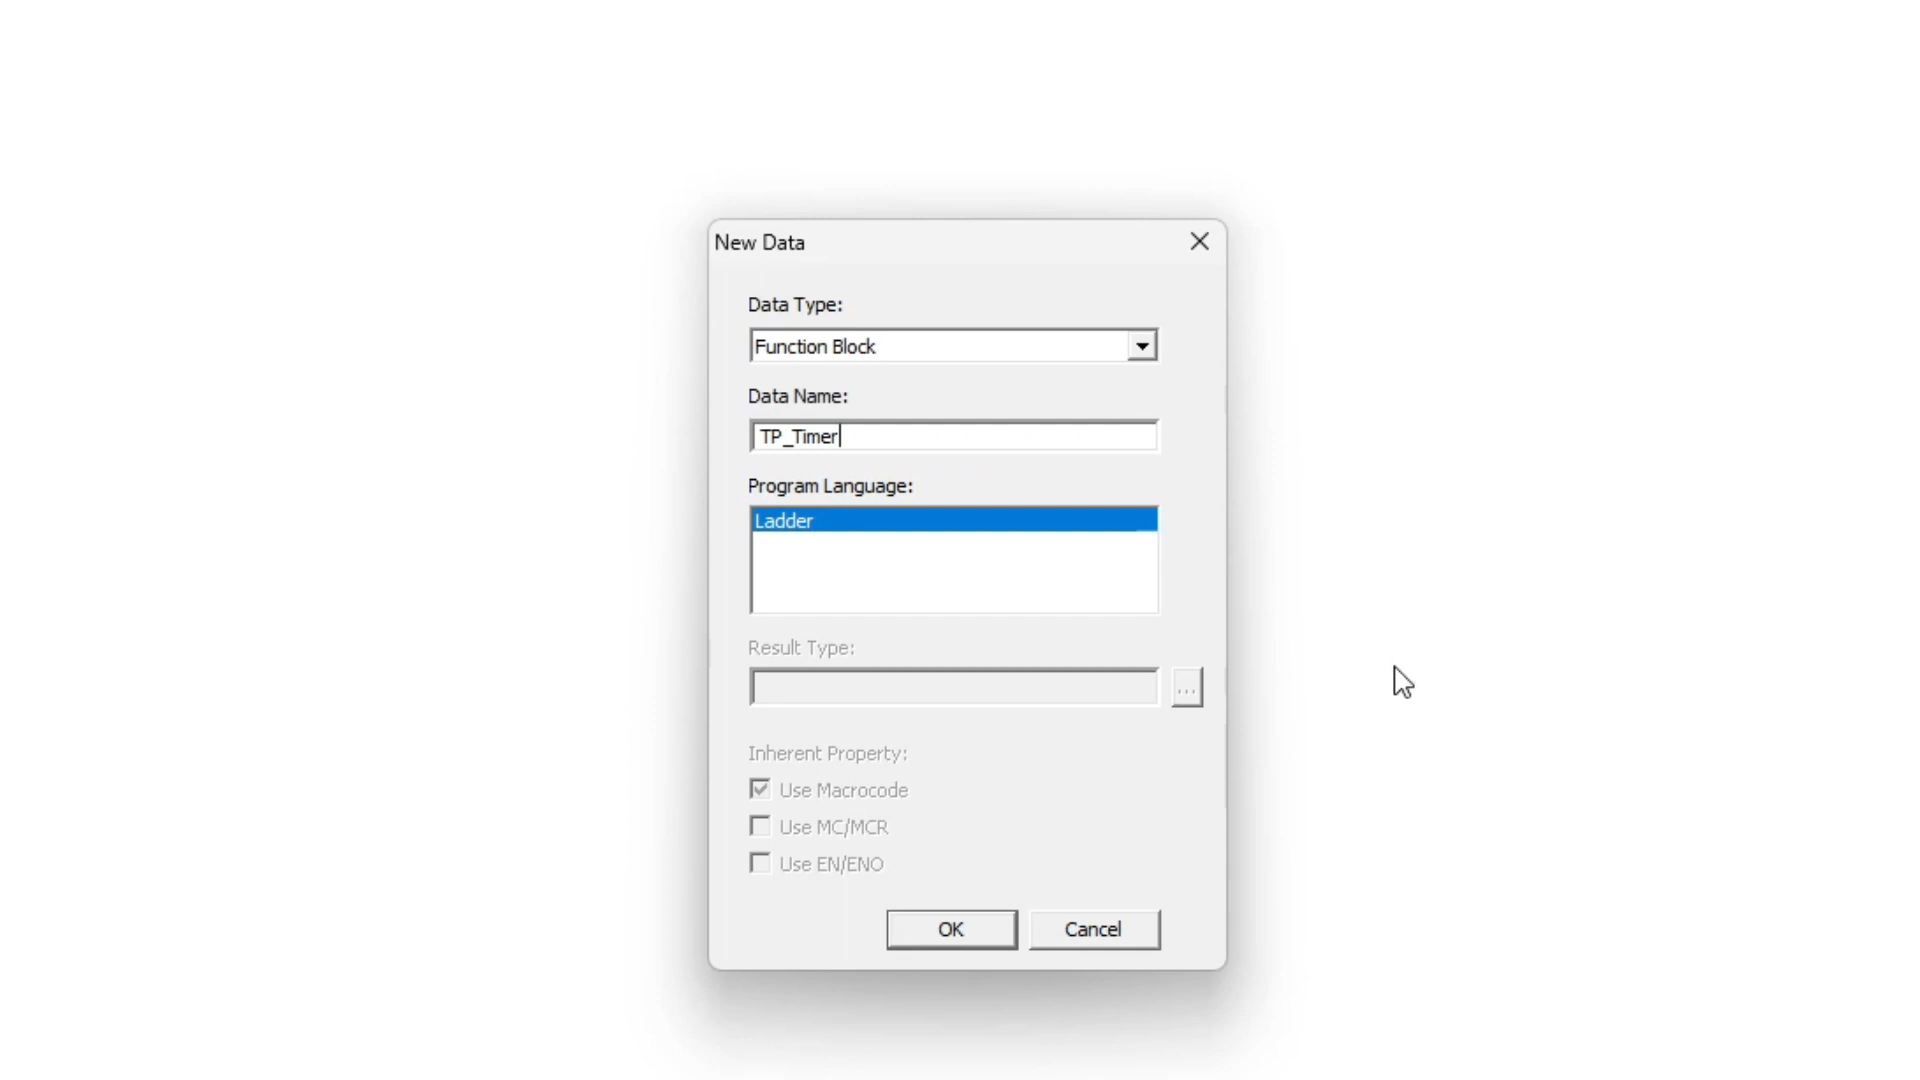 New Data
Data Type:
Function Block
Data Name:
TP_Timer
Program Language:
Ladder
Result Type:
...
Inherent Property:
Use Macrocode
Use MC/MCR
Use EN/ENO
OK
Cancel